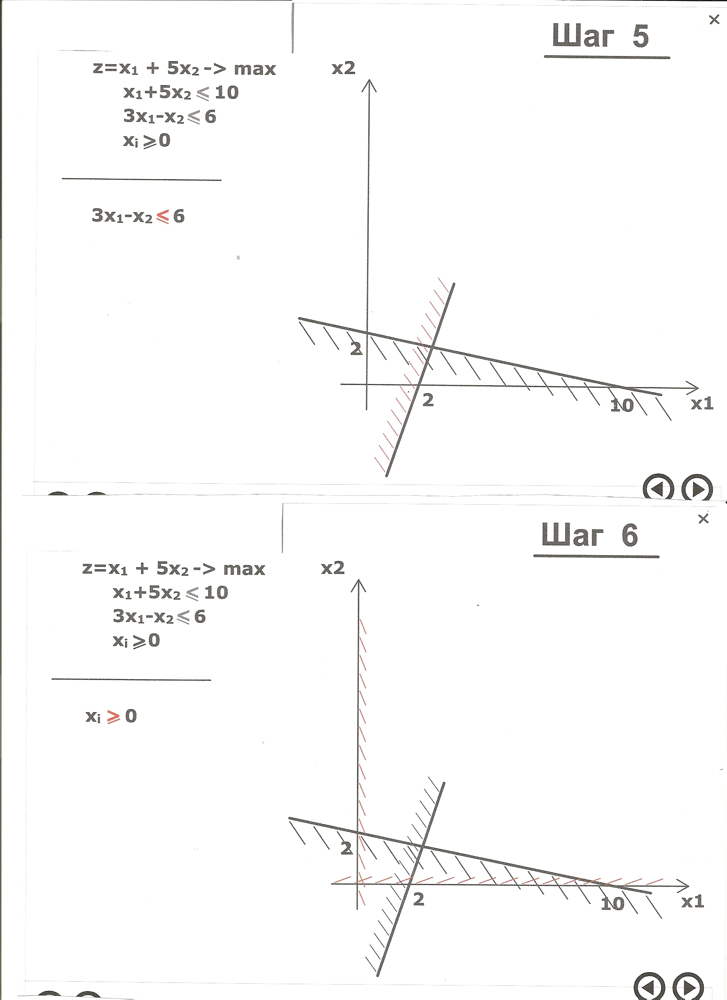 Шаг 5
z=x₁ + 5x₂ -> max
x₁+5x₂ ⩽ 10
3x₁-x₂ ⩽ 6
xᵢ ⩾ 0
3x₁-x₂ ⩽ 6
x2
2
2
10
x1
Шаг 6
z=x₁ + 5x₂ -> max
x₁+5x₂ ⩽ 10
3x₁-x₂ ⩽ 6
xᵢ ⩾ 0
xᵢ ⩾ 0
x2
2
2
10
x1